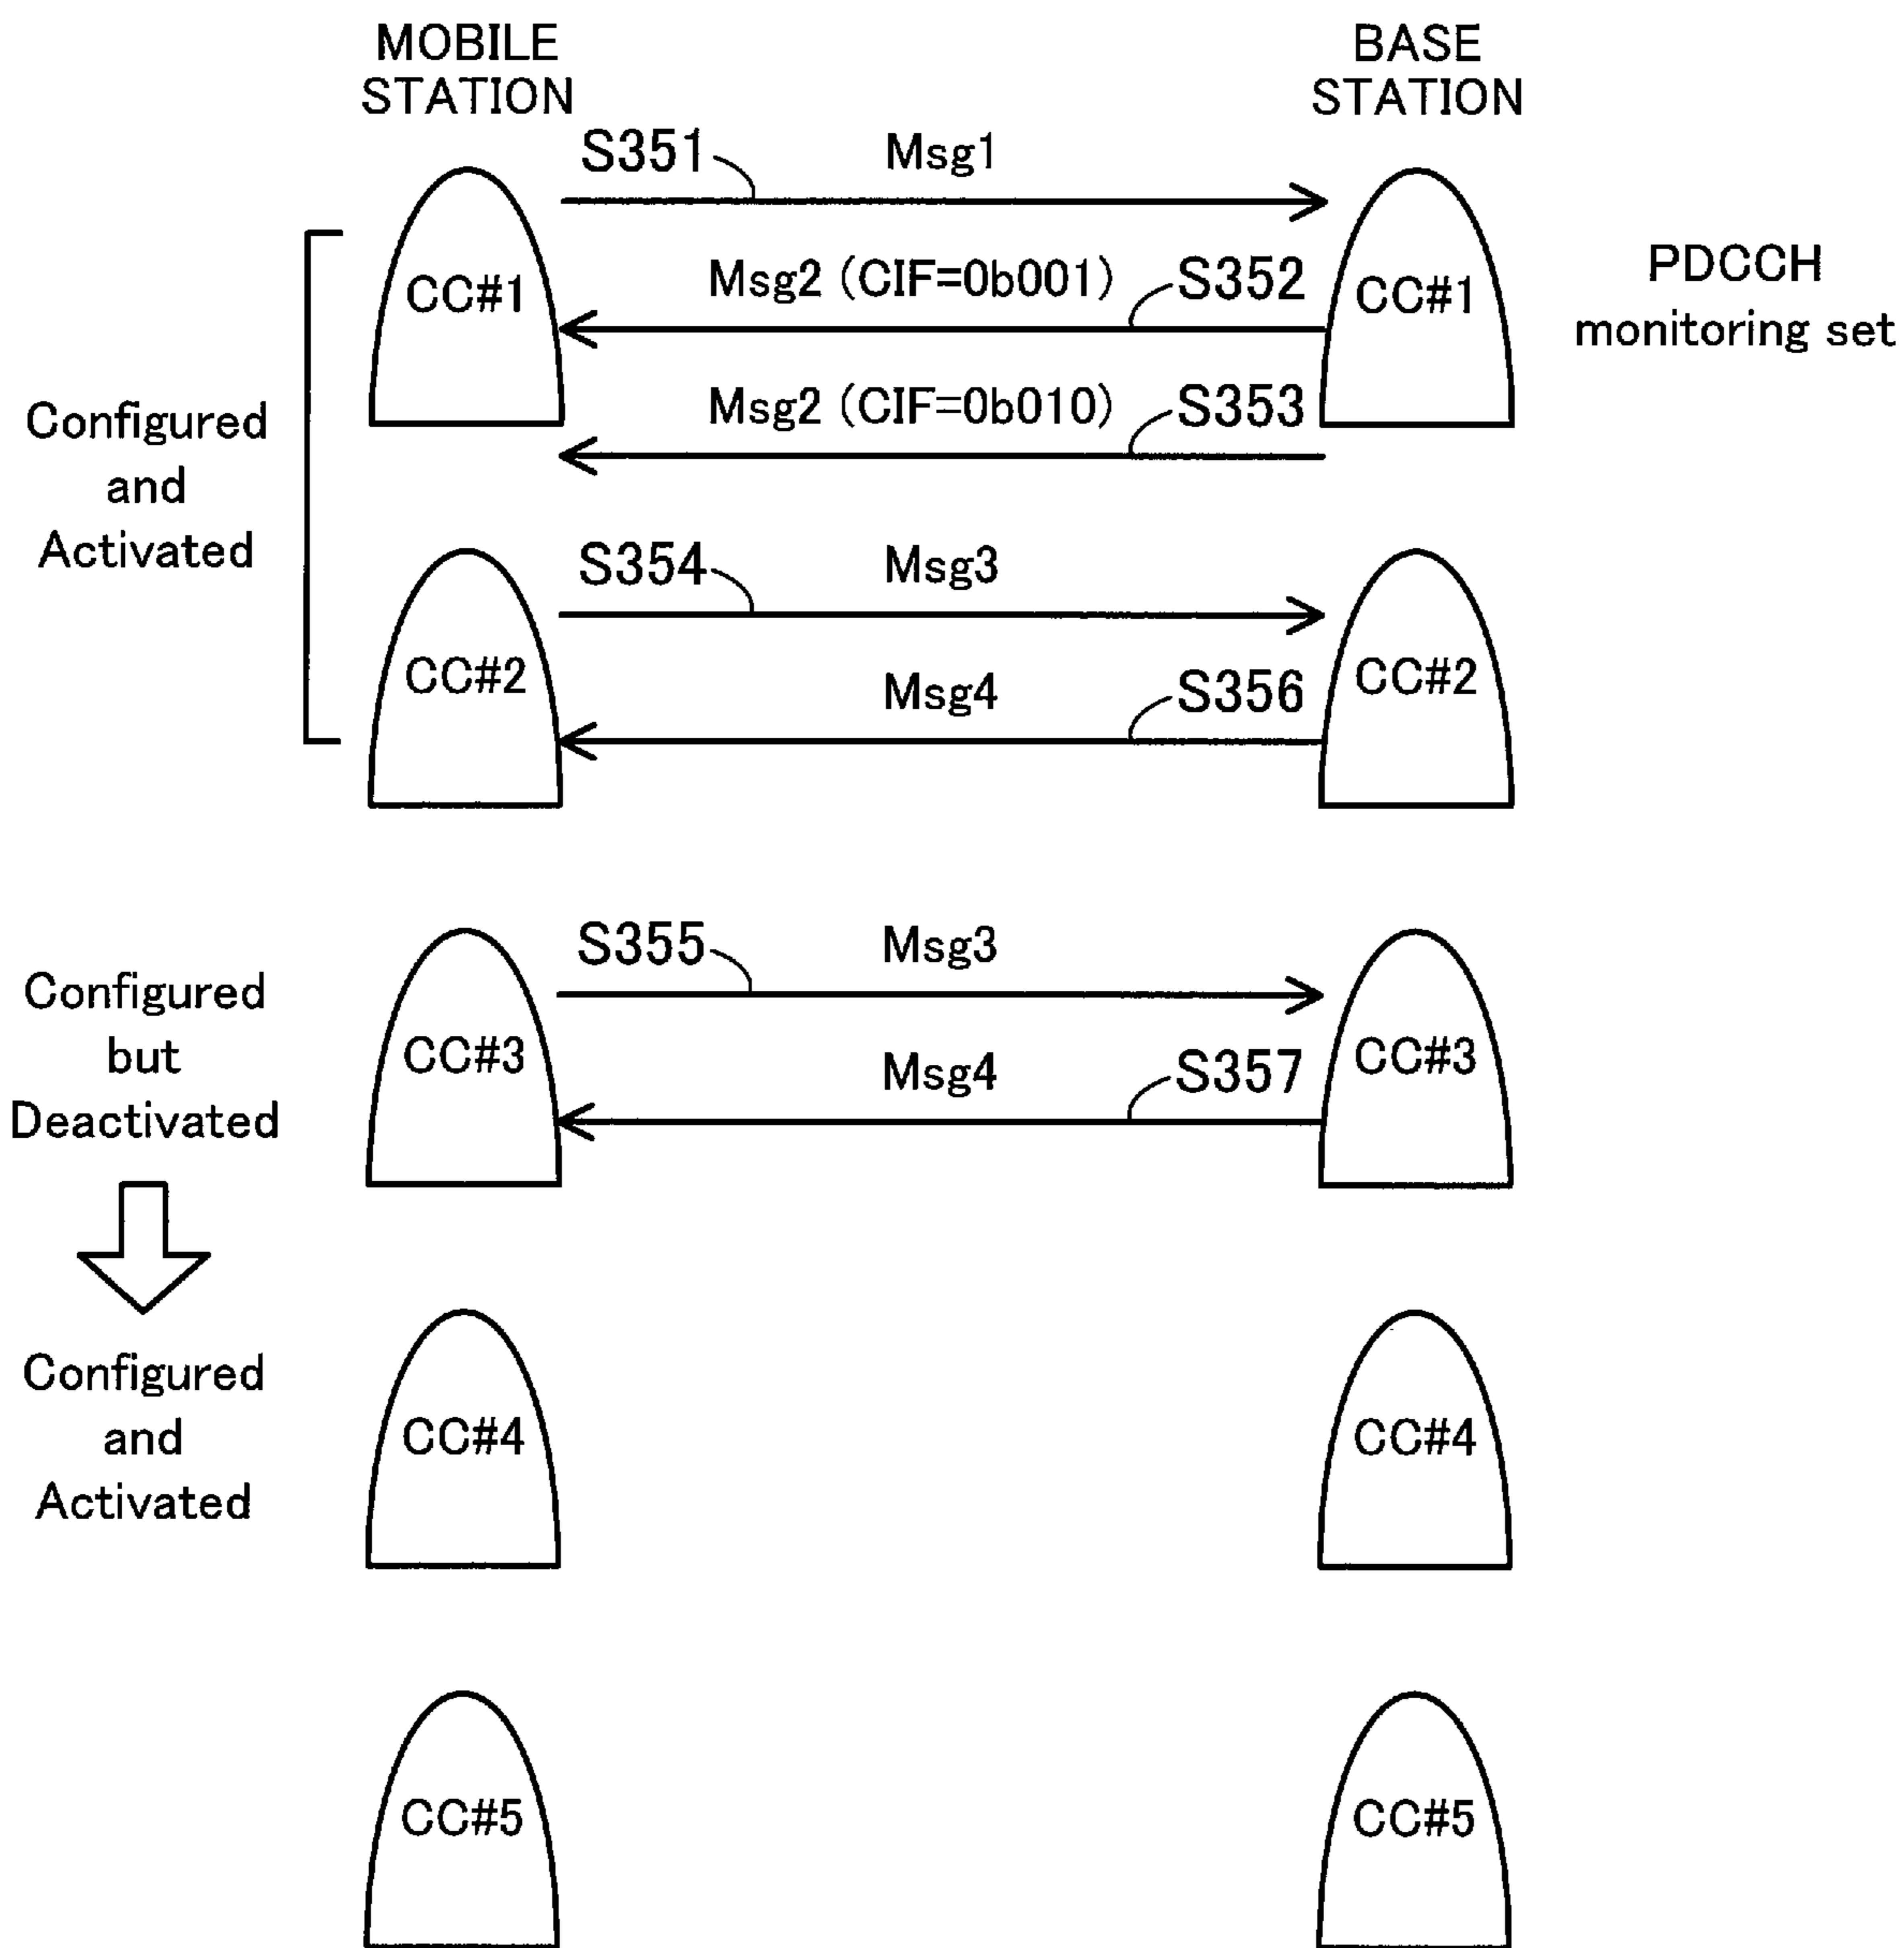 MOBILE
STATION
BASE
STATION
S351
Msg1
CC#1
Msg2 (CIF=0b001)
S352
CC#1
PDCCH
monitoring set
Msg2 (CIF=0b010)
S353
Configured
and
Activated
S354
Msg3
CC#2
Msg4
S356
CC#2
S355
Msg3
Configured
but
Deactivated
CC#3
Msg4
S357
CC#3
Configured
and
Activated
CC#4
CC#4
CC#5
CC#5